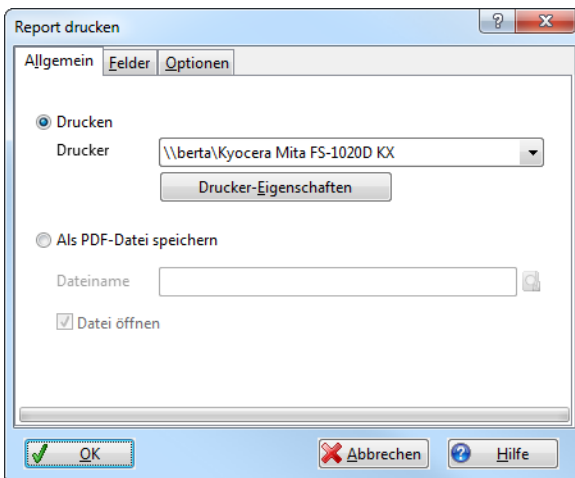 Report drucken
Allgemein Felder Optionen
Drucken
Drucker \\berta\Kyocera Mita FS-1020D KX
Drucker-Eigenschaften
Als PDF-Datei speichern
Dateiname
Datei öffnen
OK Abbrechen Hilfe